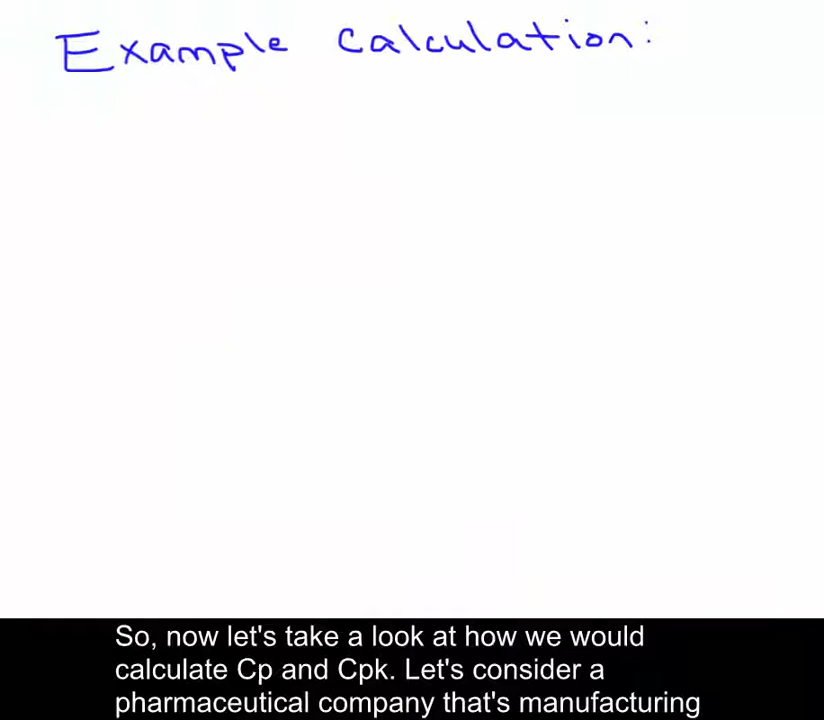 Example calculation:
So, now let's take a look at how we would
calculate Cp and Cpk. Let's consider a
pharmaceutical company that's manufacturing